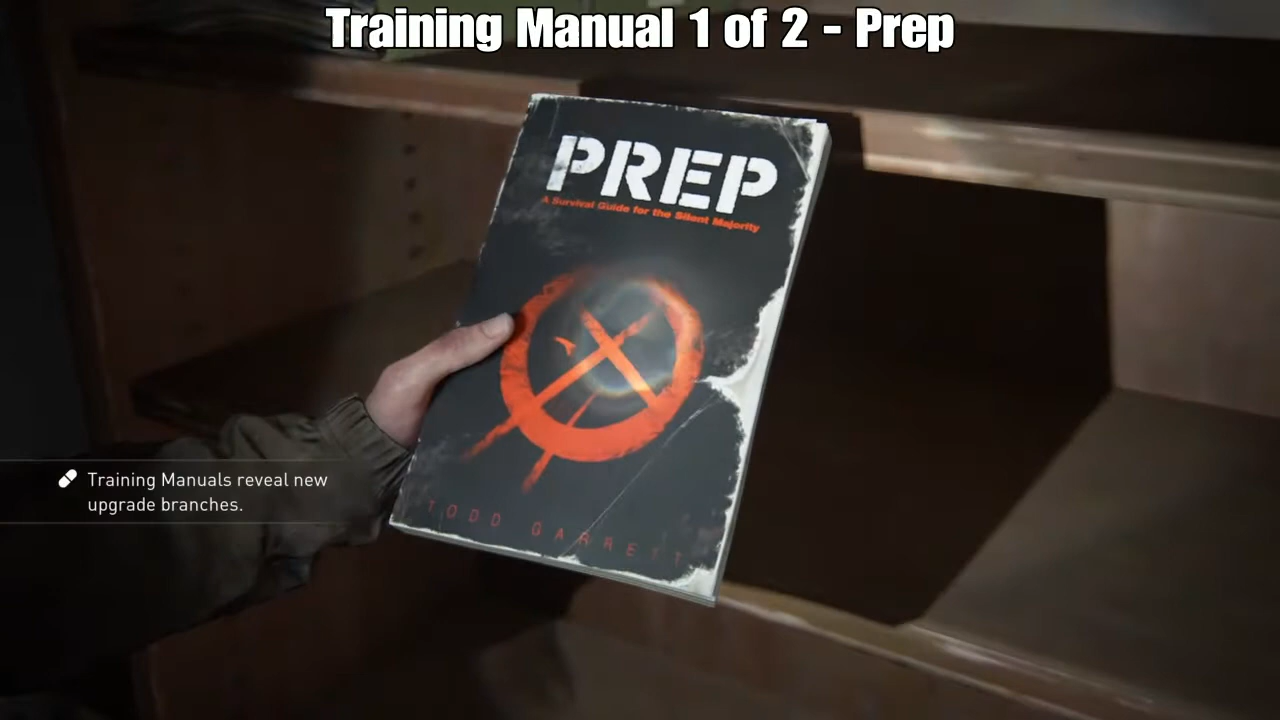 Training Manual 1 of 2 - Prep
PREP
A Survival Guide for the Silent Majority
Training Manuals reveal new
upgrade branches.
TODD GARRETT